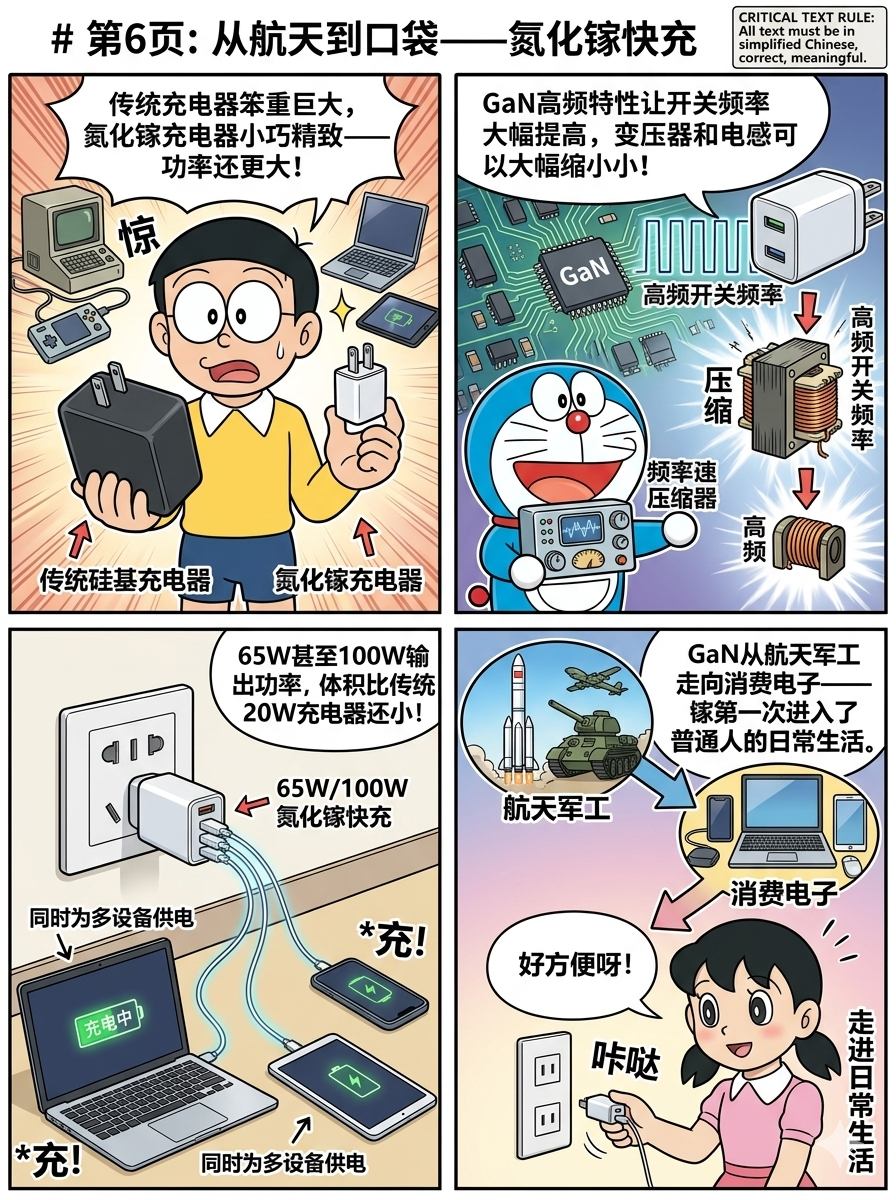 # 第6页: 从航天到口袋——氮化镓快充
CRITICAL TEXT RULE:
All text must be in
simplified Chinese,
correct, meaningful.
传统充电器笨重巨大，
氮化镓充电器小巧精致——
功率还更大！
惊
传统硅基充电器
氮化镓充电器
GaN高频特性让开关频率
大幅提高，变压器和电感可
以大幅缩小小！
GaN
高频开关频率
高频开关频率
压缩
频率速
压缩器
高频
65W甚至100W输
出功率，体积比传统
20W充电器还小！
65W/100W
氮化镓快充
同时为多设备供电
*充!
充电中
*充!
同时为多设备供电
GaN从航天军工
走向消费电子——
镓第一次进入了
普通人的日常生活。
航天军工
消费电子
好方便呀！
咔哒
走进日常生活